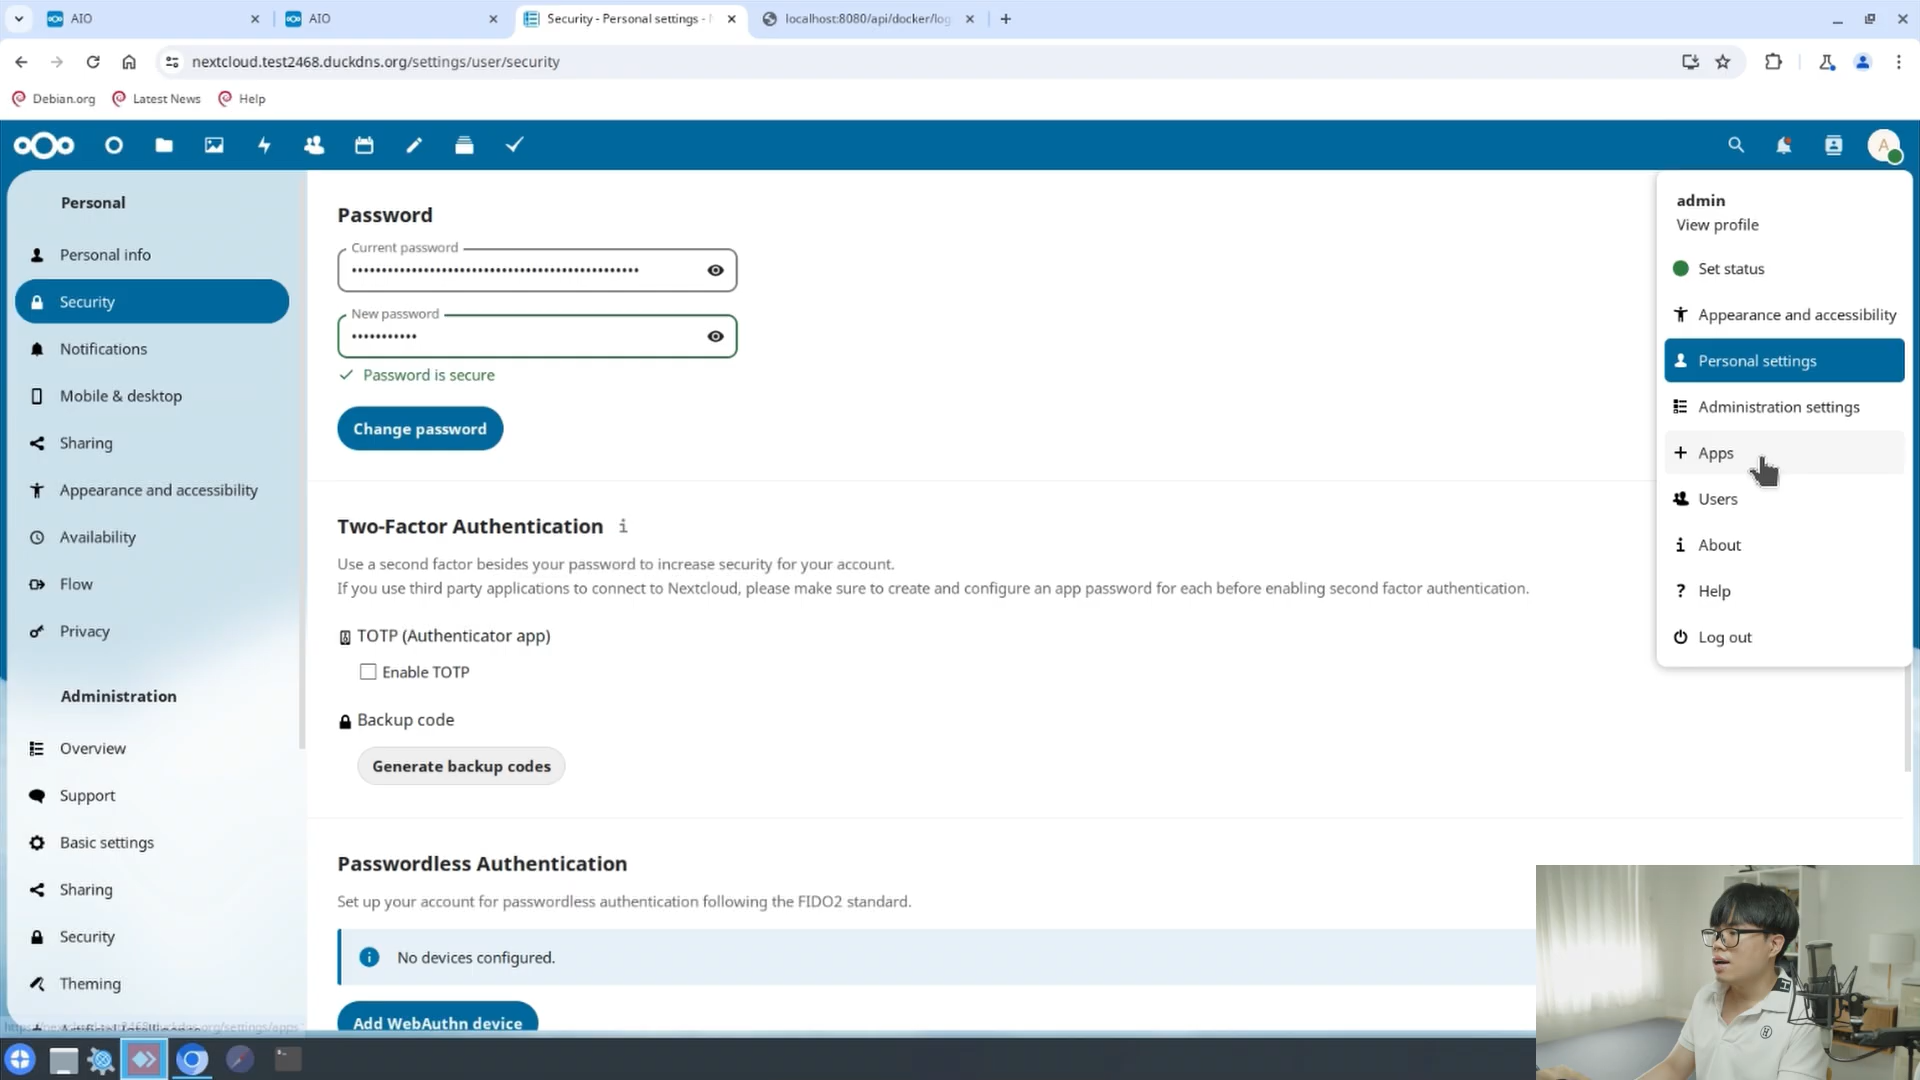 AIO
AIO
Security - Personal settings -
localhost:8080/api/docker/log
nextcloud.test2468.duckdns.org/settings/user/security
Debian.org
Latest News
Help
A
Personal
Personal info
Security
Notifications
Mobile & desktop
Sharing
Appearance and accessibility
Availability
Flow
Privacy
Administration
Overview
Support
Basic settings
Sharing
Security
Theming
Password
Current password
New password
Password is secure
Change password
Two-Factor Authentication
Use a second factor besides your password to increase security for your account.
If you use third party applications to connect to Nextcloud, please make sure to create and configure an app password for each before enabling second factor authentication.
TOTP (Authenticator app)
Enable TOTP
Backup code
Generate backup codes
Passwordless Authentication
Set up your account for passwordless authentication following the FIDO2 standard.
No devices configured.
Add WebAuthn device
admin
View profile
Set status
Appearance and accessibility
Personal settings
Administration settings
Apps
Users
About
Help
Log out